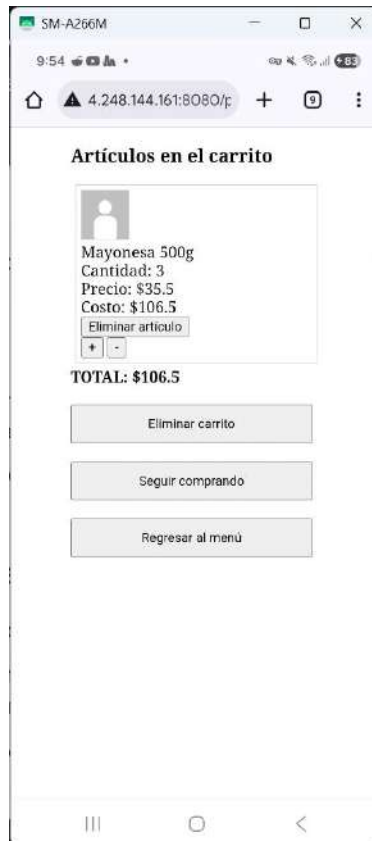 SM-A266M
9:54
83
4.248.144.161:8080/p
9
Artículos en el carrito
Mayonesa 500g
Cantidad: 3
Precio: $35.5
Costo: $106.5
Eliminar artículo
+ -
TOTAL: $106.5
Eliminar carrito
Seguir comprando
Regresar al menú